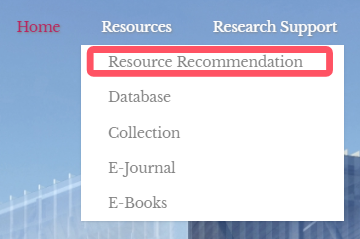 Home Resources Research Support
Resource Recommendation
Database
Collection
E-Journal
E-Books